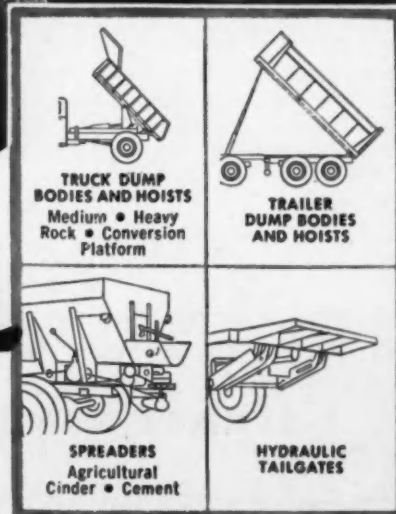 TRUCK DUMP
BODIES AND HOISTS
Medium • Heavy
Rock • Conversion
Platform
TRAILER
DUMP BODIES
AND HOISTS
SPREADERS
Agricultural
Cinder • Cement
HYDRAULIC
TAILGATES